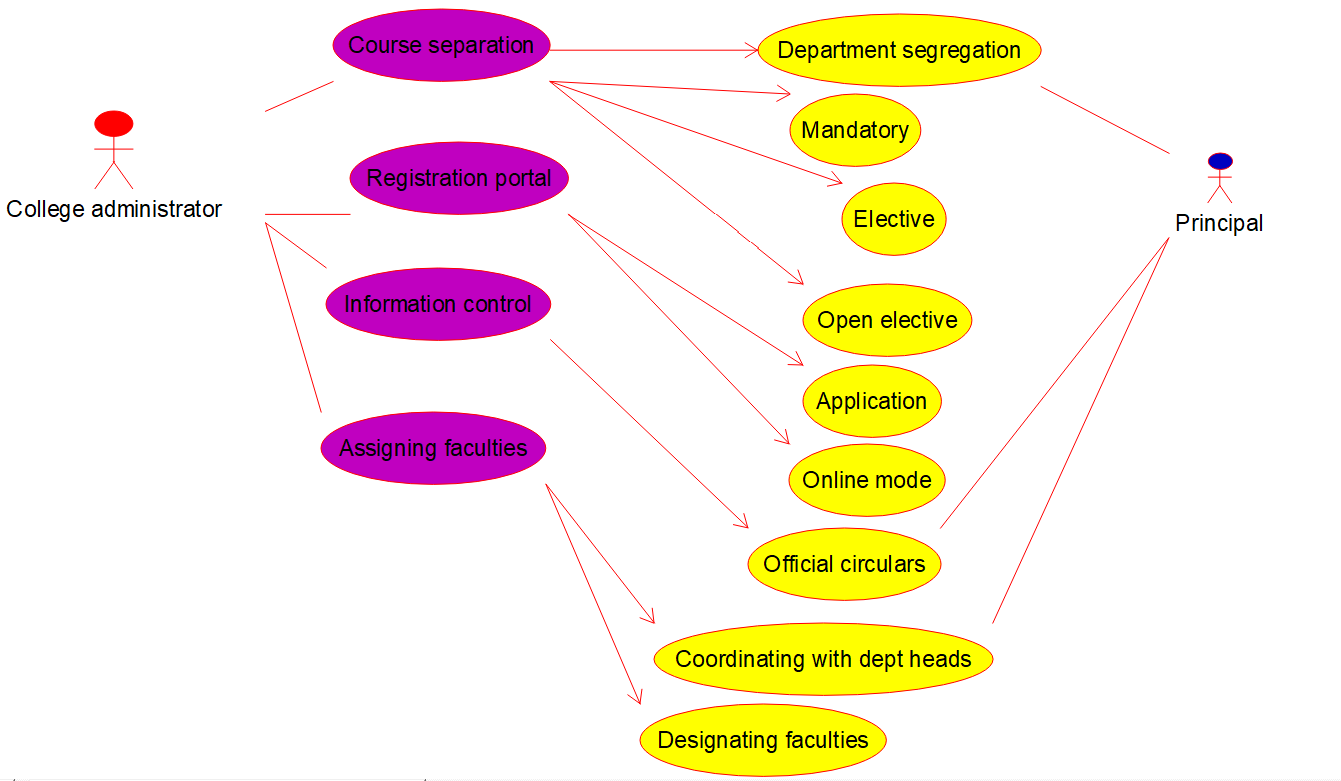 Course separation
Department segregation
Mandatory
College administrator
Registration portal
Elective
Principal
Information control
Open elective
Application
Assigning faculties
Online mode
Official circulars
Coordinating with dept heads
Designating faculties